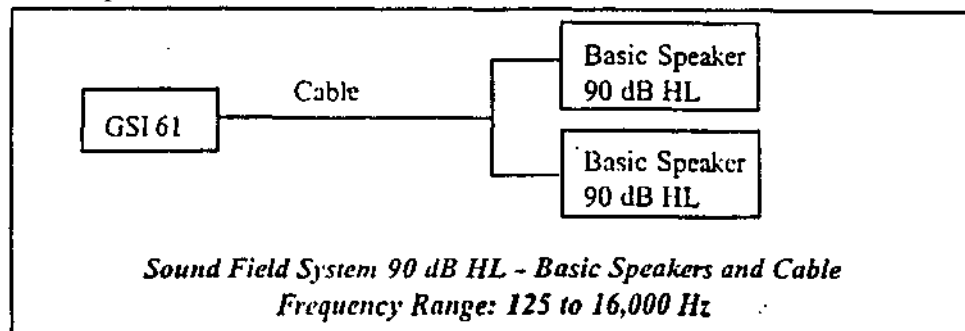 Basic Speaker
90 dB HL
Cable
GSI 61
Basic Speaker
90 dB HL
Sound Field System 90 dB HL - Basic Speakers and Cable
Frequency Range: 125 to 16,000 Hz